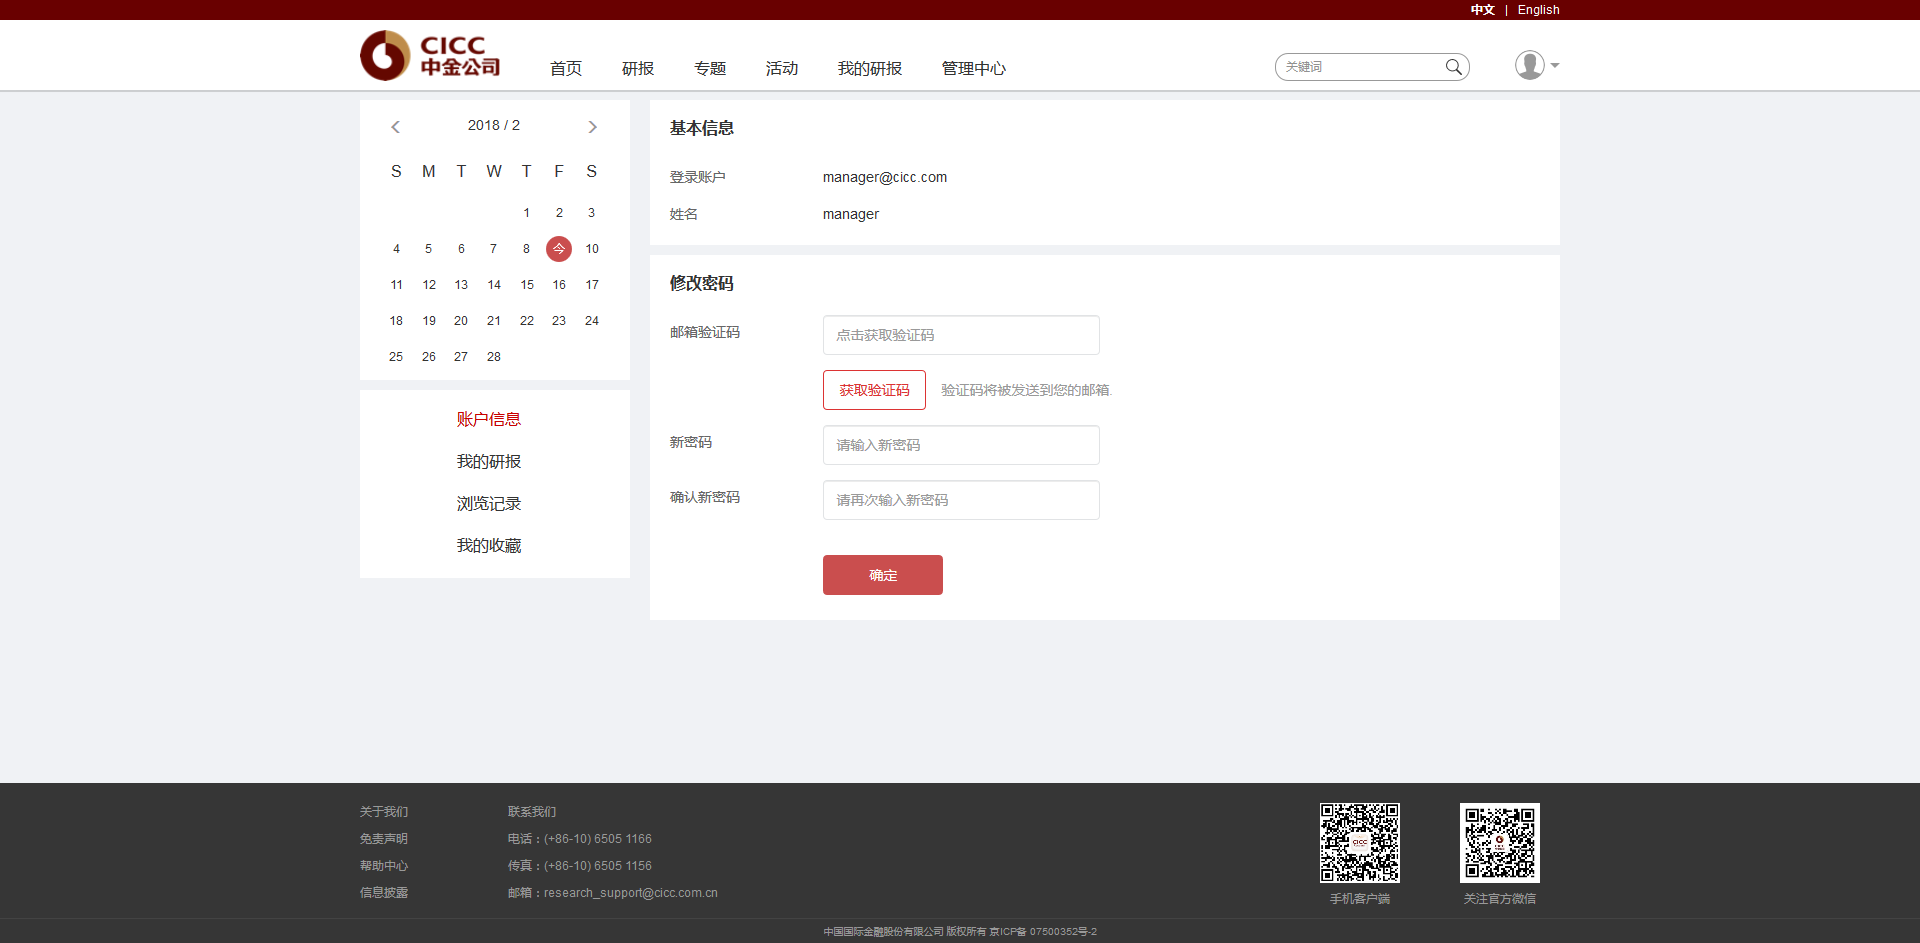 中文 | English
CICC
中金公司
首页 研报 专题 活动 我的研报 管理中心
关键词
2018 / 2
S M T W T F S
1 2 3
4 5 6 7 8 今 10
11 12 13 14 15 16 17
18 19 20 21 22 23 24
25 26 27 28
账户信息
我的研报
浏览记录
我的收藏
基本信息
登录账户 manager@cicc.com
姓名 manager
修改密码
邮箱验证码 点击获取验证码
获取验证码 验证码将被发送到您的邮箱.
新密码 请输入新密码
确认新密码 请再次输入新密码
确定
关于我们
免责声明
帮助中心
信息披露
联系我们
电话：(+86-10) 6505 1166
传真：(+86-10) 6505 1156
邮箱：research_support@cicc.com.cn
CICC
手机客户端
关注官方微信
中国国际金融股份有限公司 版权所有 京ICP备 07500352号-2